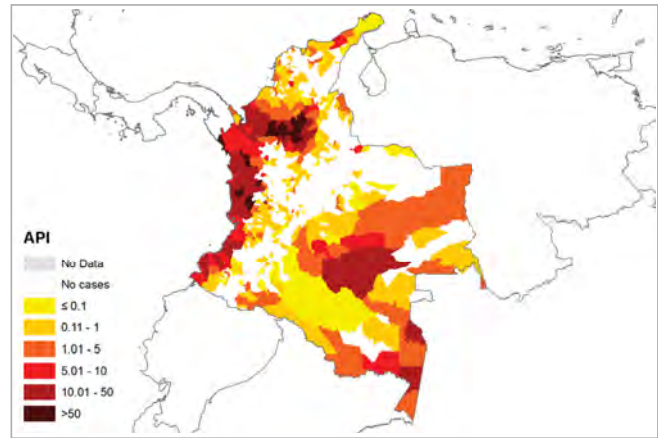 API
No Data
No cases
≤ 0.1
0.11 - 1
1.01 - 5
5.01 - 10
10.01 - 50
>50